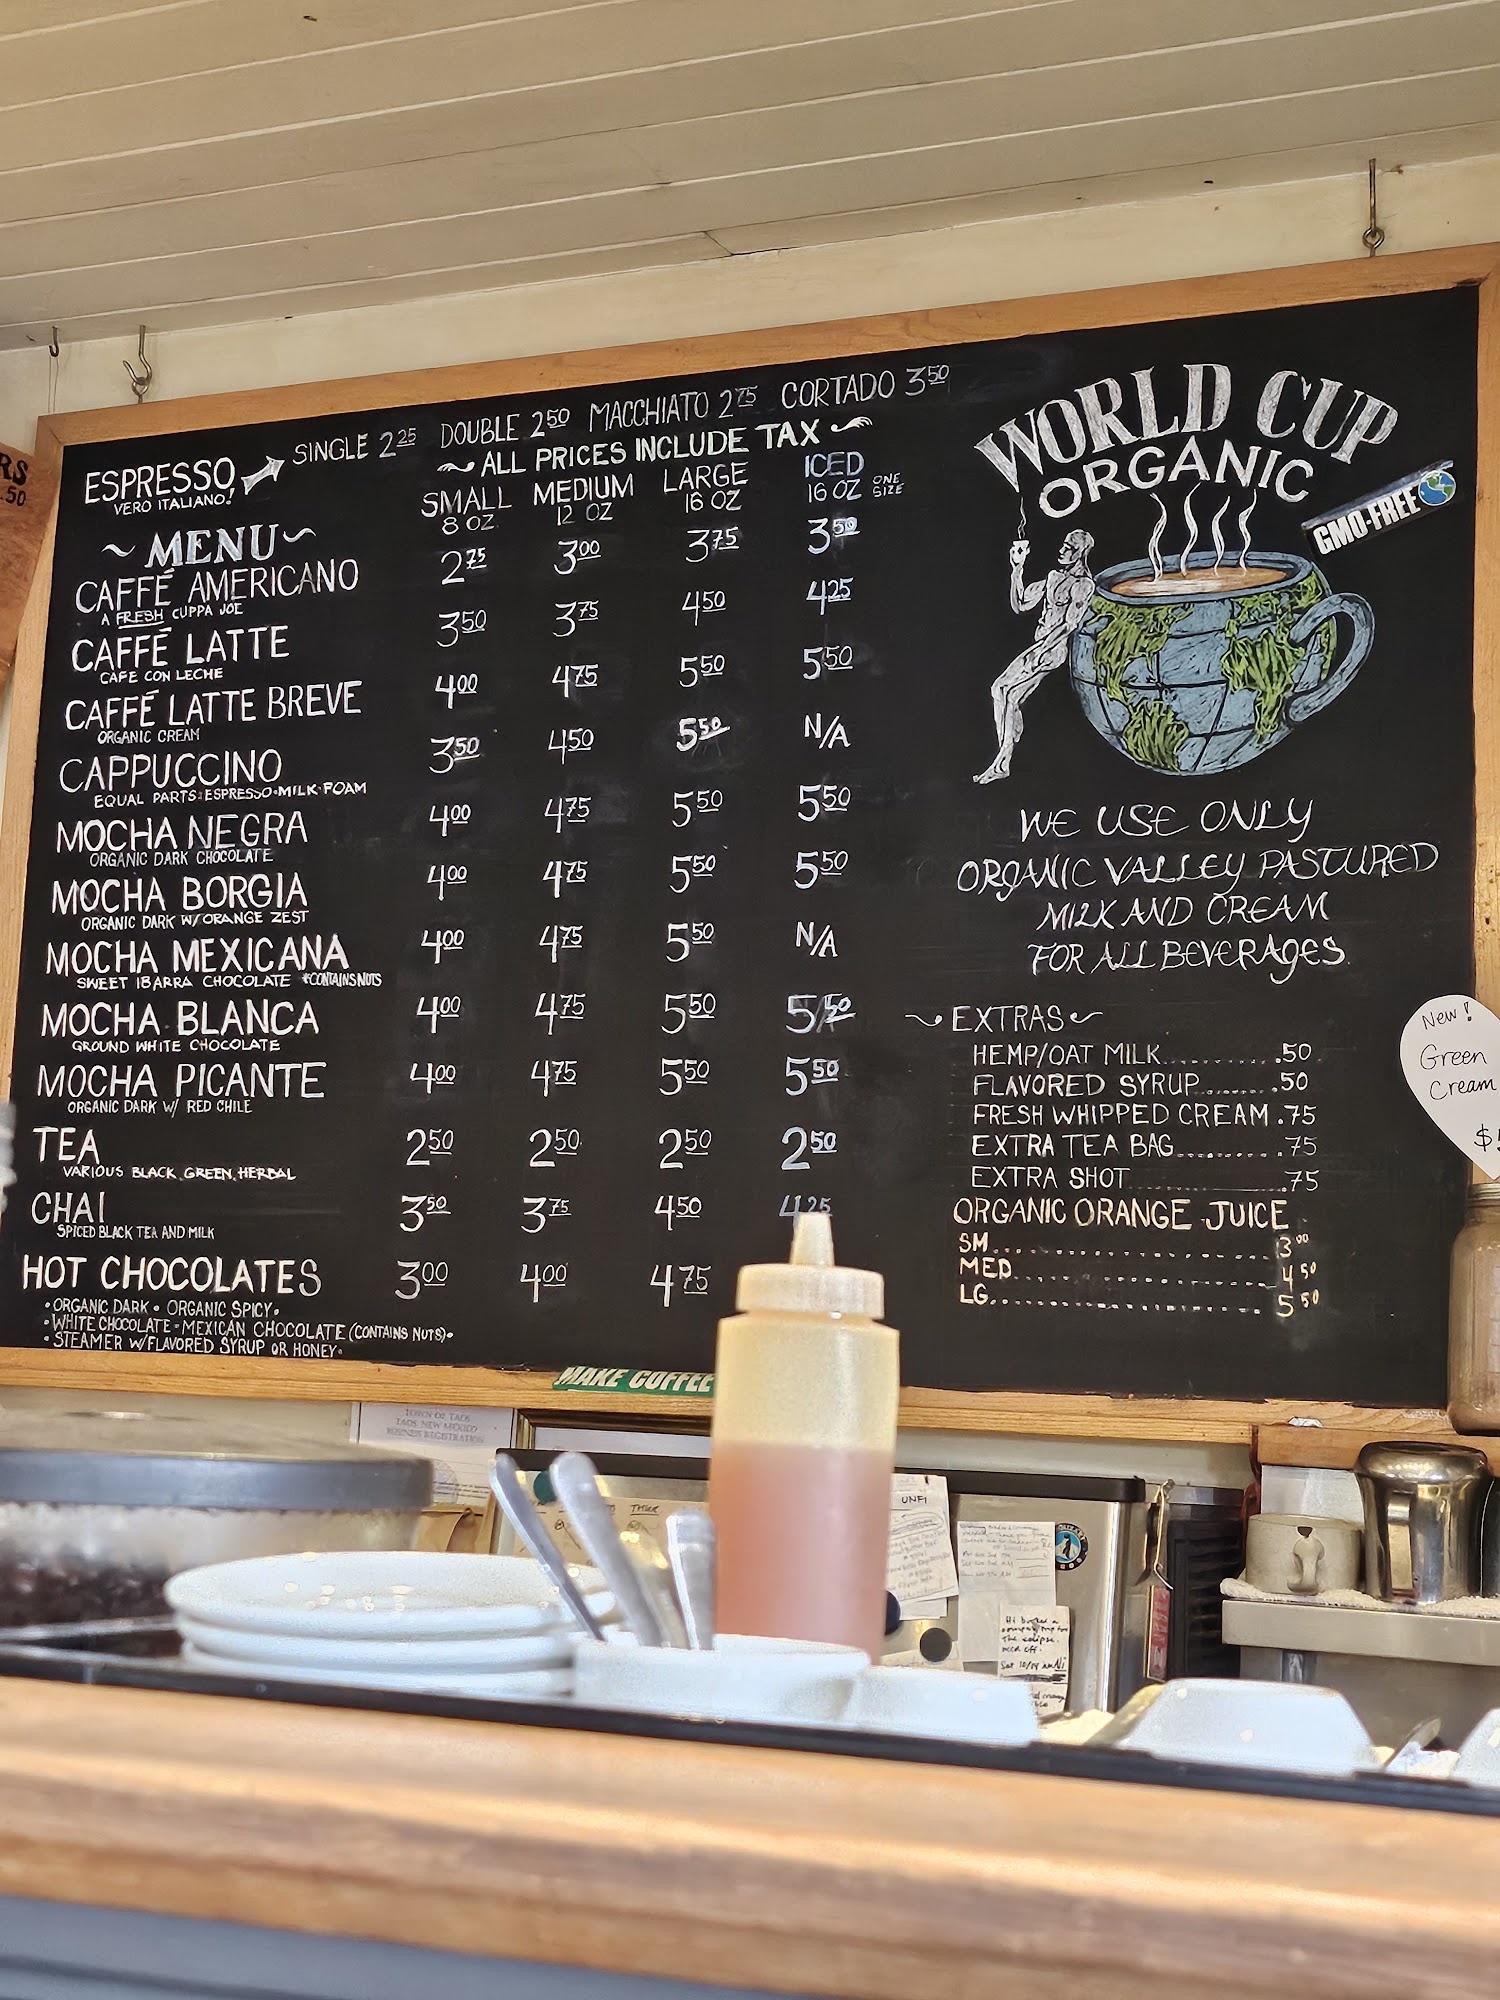 RS
.50
ESPRESSO SINGLE 2.25 DOUBLE 2.50 MACCHIATO 2.75 CORTADO 3.50
VERO ITALIANO!
~ALL PRICES INCLUDE TAX~
SMALL MEDIUM LARGE ICED
8 OZ 12 OZ 16 OZ 16 OZ ONE SIZE
~MENU~
CAFFÉ AMERICANO 2.75 3.00 3.75 3.50
A FRESH CUPPA JOE
CAFFÉ LATTE 3.50 3.75 4.50 4.25
CAFE CON LECHE
CAFFÉ LATTE BREVE 4.00 4.75 5.50 5.50
ORGANIC CREAM
CAPPUCCINO 3.50 4.50 5.50 N/A
EQUAL PARTS: ESPRESSO•MILK•FOAM
MOCHA NEGRA 4.00 4.75 5.50 5.50
ORGANIC DARK CHOCOLATE
MOCHA BORGIA 4.00 4.75 5.50 5.50
ORGANIC DARK W/ORANGE ZEST
MOCHA MEXICANA 4.00 4.75 5.50 N/A
SWEET IBARRA CHOCOLATE *CONTAINS NUTS
MOCHA BLANCA 4.00 4.75 5.50 5.50
GROUND WHITE CHOCOLATE
MOCHA PICANTE 4.00 4.75 5.50 5.50
ORGANIC DARK W/ RED CHILE
TEA 2.50 2.50 2.50 2.50
VARIOUS BLACK, GREEN, HERBAL
CHAI 3.50 3.75 4.50 4.25
SPICED BLACK TEA AND MILK
HOT CHOCOLATES 3.00 4.00 4.75
•ORGANIC DARK • ORGANIC SPICY•
•WHITE CHOCOLATE•MEXICAN CHOCOLATE (CONTAINS NUTS)•
•STEAMER W/FLAVORED SYRUP OR HONEY•
WORLD CUP
ORGANIC
GMO-FREE
WE USE ONLY
ORGANIC VALLEY PASTURED
MILK AND CREAM
FOR ALL BEVERAGES.
~EXTRAS~
HEMP/OAT MILK............50
FLAVORED SYRUP.........50
FRESH WHIPPED CREAM .75
EXTRA TEA BAG...........75
EXTRA SHOT................75
ORGANIC ORANGE JUICE
SM........................3.00
MED......................4.50
LG........................5.50
New!
Green
Cream
MAKE COFFEE
TOWN OF TAOS
TAOS, NEW MEXICO
BUSINESS REGISTRATION
UNFI
the eclipse.